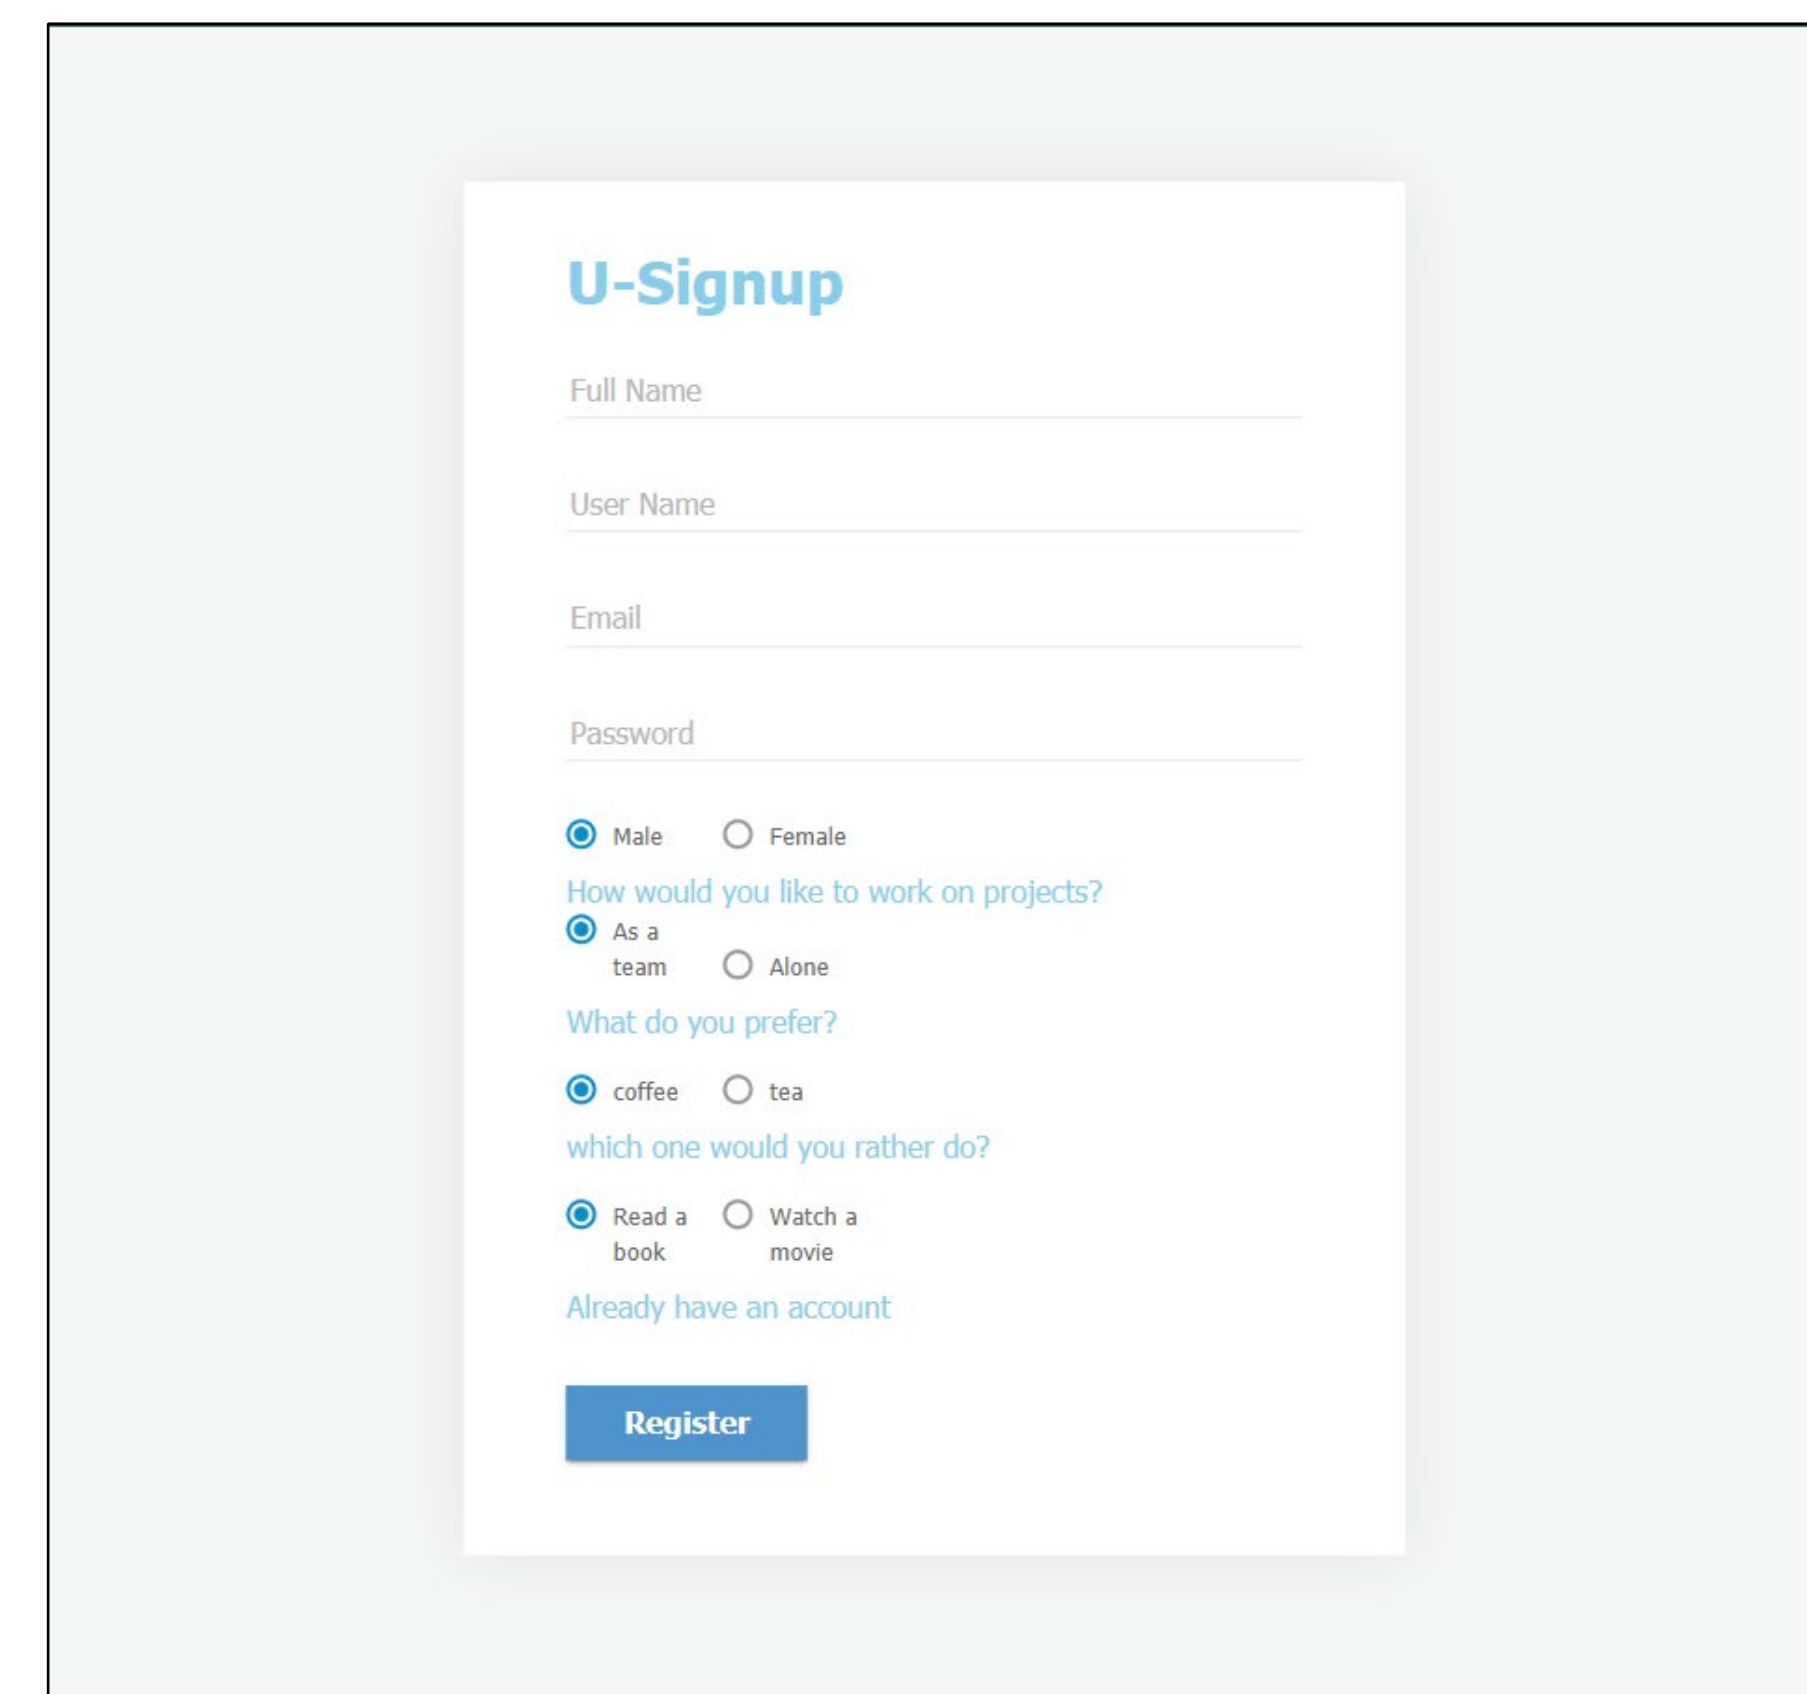 U-Signup
Full Name
User Name
Email
Password
Male Female
How would you like to work on projects?
As a
team Alone
What do you prefer?
coffee tea
which one would you rather do?
Read a Watch a
book movie
Already have an account
Register